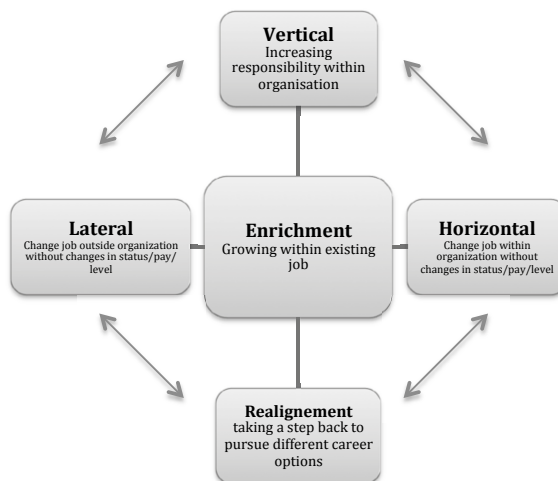 Vertical
Increasing
responsibility within
organisation
Lateral
Change job outside organization
without changes in status/pay/
level
Enrichment
Growing within existing
job
Horizontal
Change job within
organization without
changes in status/pay/level
Realignement
taking a step back to
pursue different career
options